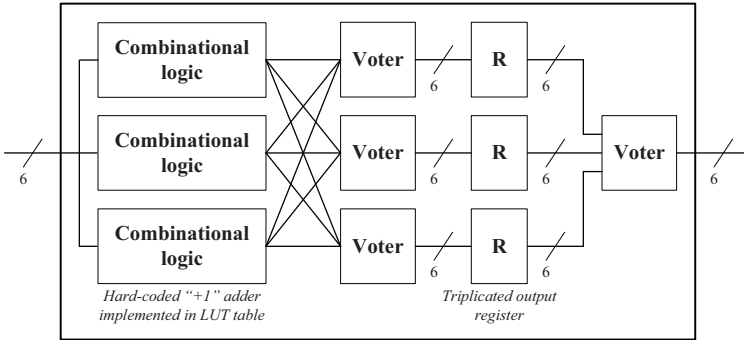 Combinational
logic
Voter
6
R
6
Combinational
logic
Voter
6
R
6
Voter
6
6
Combinational
logic
Voter
6
R
6
Hard-coded “+1” adder
implemented in LUT table
Triplicated output
register